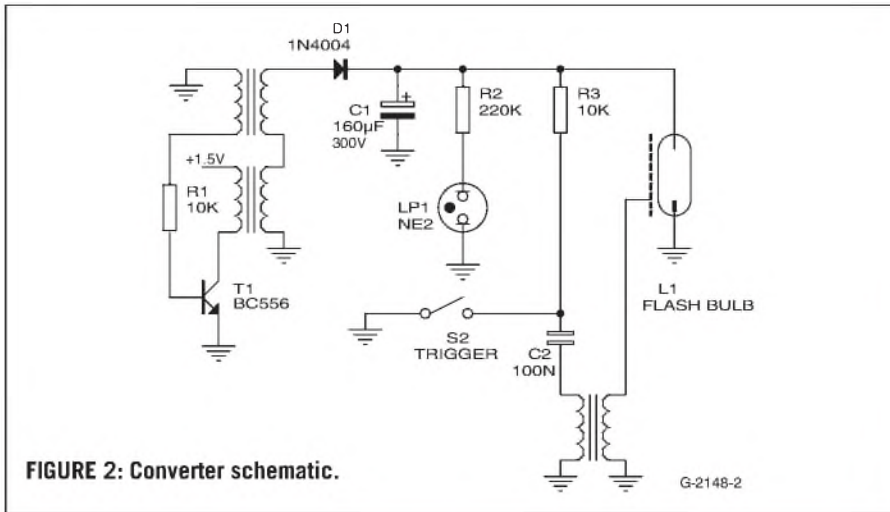 D1
1N4004
R2
220K
R3
10K
C1
160µF
300V
+
+1.5V
R1
10K
LP1
NE2
T1
BC556
S2
TRIGGER
L1
FLASH BULB
C2
100N
FIGURE 2: Converter schematic.
G-2148-2